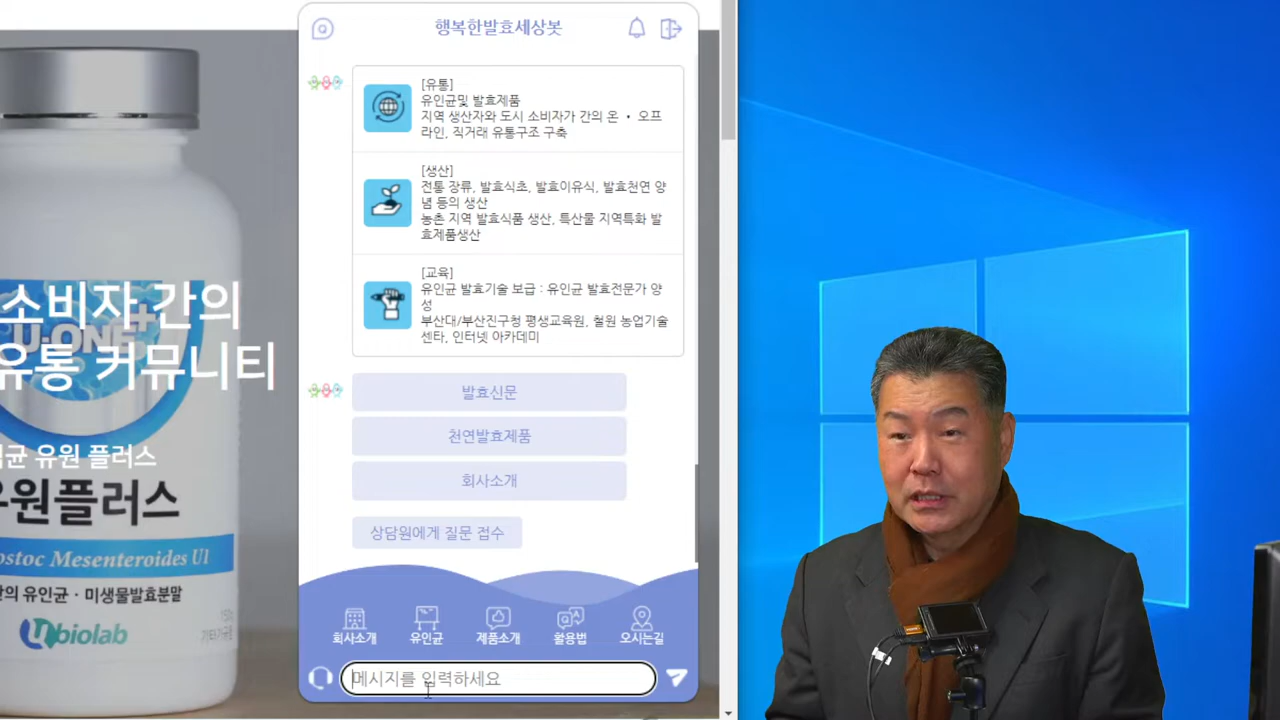 행복한발효세상봇
[유통]
유인균및 발효제품
지역 생산자와 도시 소비자가 간의 온 • 오프
라인, 직거래 유통구조 구축
[생산]
전통 장류, 발효식초, 발효이유식, 발효천연 양
념 등의 생산
농촌 지역 발효식품 생산, 특산물 지역특화 발
효제품생산
[교육]
유인균 발효기술 보급 : 유인균 발효전문가 양
성
부산대/부산진구청 평생교육원, 철원 농업기술
센타, 인터넷 아카데미
발효신문
천연발효제품
회사소개
상담원에게 질문 접수
회사소개 유인균 제품소개 활용법 오시는길
메시지를 입력하세요
소비자 간의
유통 커뮤니티
U·ONE+
균 유원 플러스
유원플러스
ostoc Mesenteroides U1
의 유인균 · 미생물발효분말
Ubiolab